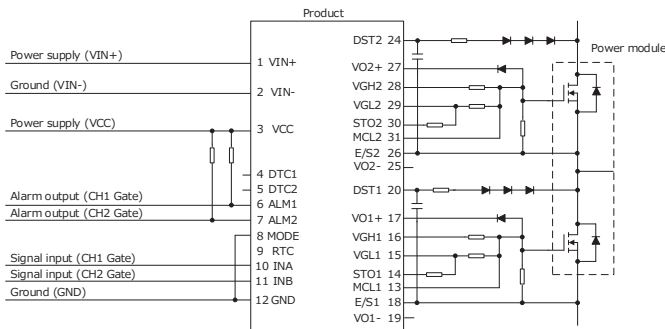 Product
Power supply (VIN+)
1 VIN+
Ground (VIN-)
2 VIN-
Power supply (VCC)
3 VCC
4 DTC1
5 DTC2
Alarm output (CH1 Gate)
6 ALM1
Alarm output (CH2 Gate)
7 ALM2
8 MODE
9 RTC
Signal input (CH1 Gate)
10 INA
Signal input (CH2 Gate)
11 INB
Ground (GND)
12 GND
DST2 24
VO2+ 27
VGH2 28
VGL2 29
STO2 30
MCL2 31
E/S2 26
VO2- 25
DST1 20
VO1+ 17
VGH1 16
VGL1 15
STO1 14
MCL1 13
E/S1 18
VO1- 19
Power module